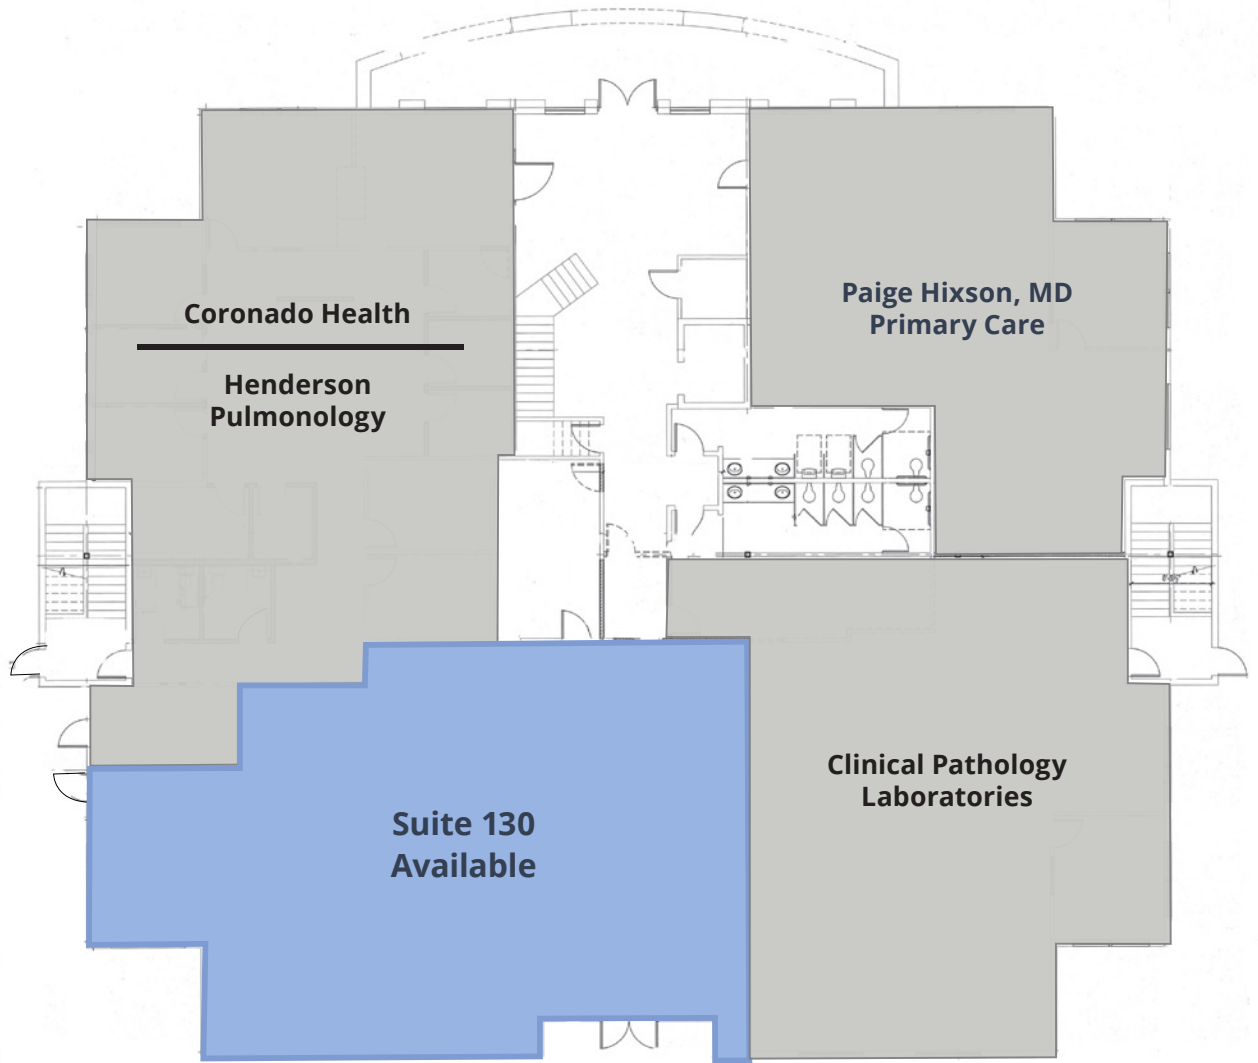 Coronado Health
Henderson
Pulmonology
Paige Hixson, MD
Primary Care
Clinical Pathology
Laboratories
Suite 130
Available